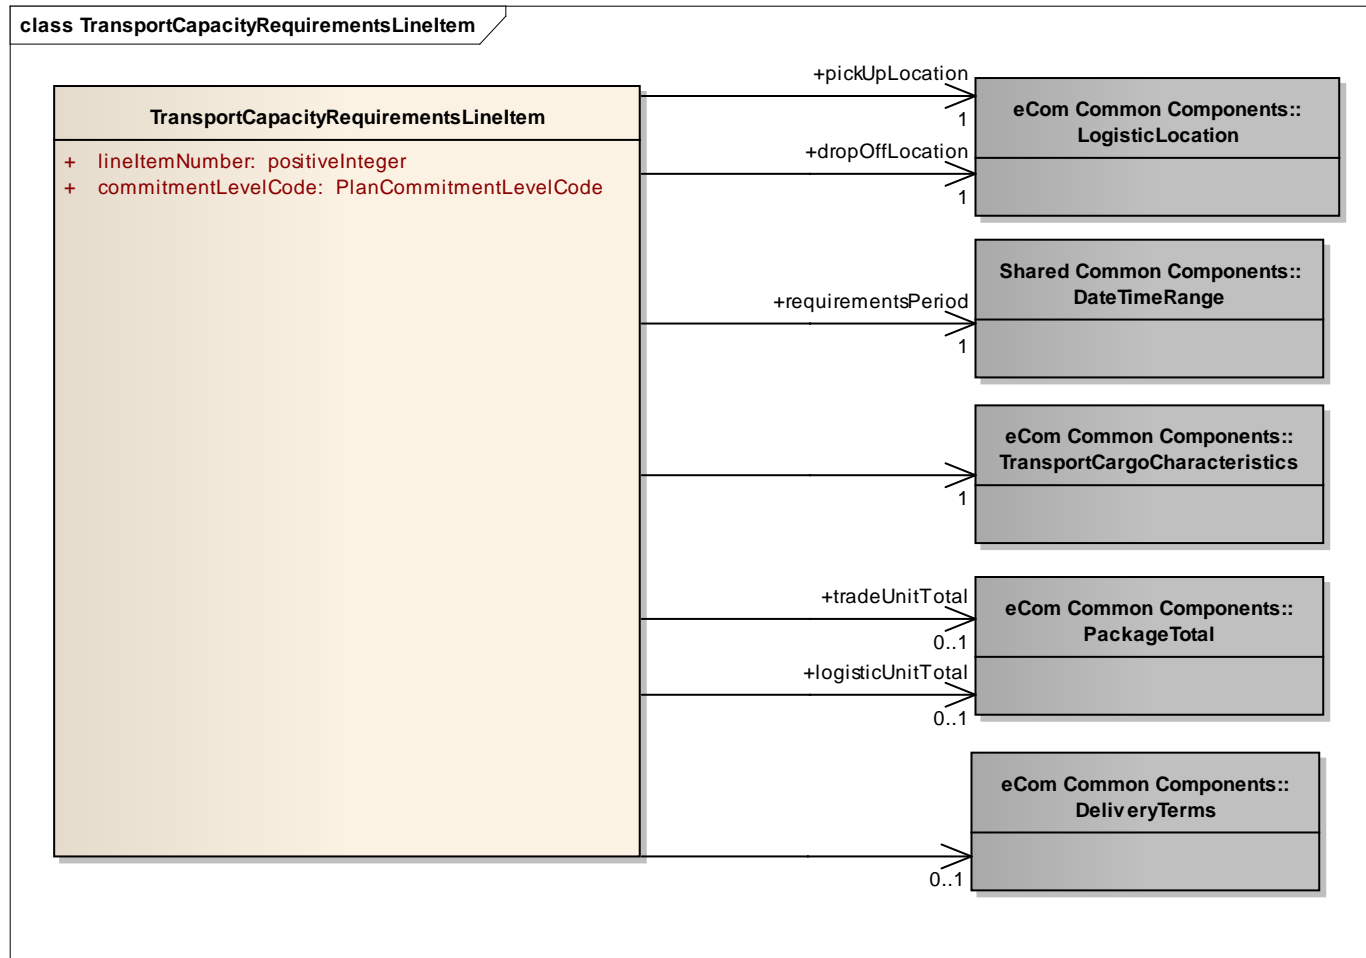 class TransportCapacityRequirementsLineItem
TransportCapacityRequirementsLineItem
+ lineItemNumber: positiveInteger
+ commitmentLevelCode: PlanCommitmentLevelCode
+pickUpLocation
1
+dropOffLocation
1
eCom Common Components::
LogisticLocation
+requirementsPeriod
1
Shared Common Components::
DateTimeRange
1
eCom Common Components::
TransportCargoCharacteristics
+tradeUnitTotal
0..1
+logisticUnitTotal
0..1
eCom Common Components::
PackageTotal
0..1
eCom Common Components::
DeliveryTerms